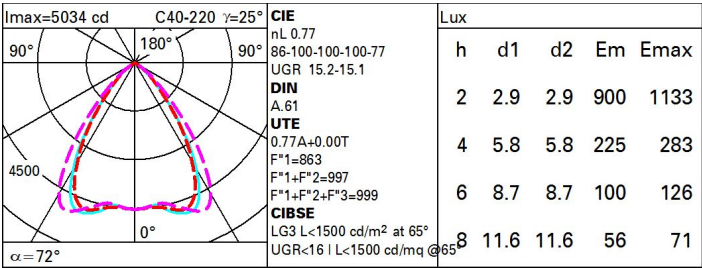 Imax=5034 cd C40-220 γ=25°
90° 180° 90°
4500
0°
α=72°
CIE
nL 0.77
86-100-100-100-77
UGR 15.2-15.1
DIN
A.61
UTE
0.77A+0.00T
F"1=863
F"1+F"2=997
F"1+F"2+F"3=999
CIBSE
LG3 L<1500 cd/m² at 65°
UGR<16 | L<1500 cd/mq @65°
Lux
h d1 d2 Em Emax
2 2.9 2.9 900 1133
4 5.8 5.8 225 283
6 8.7 8.7 100 126
8 11.6 11.6 56 71